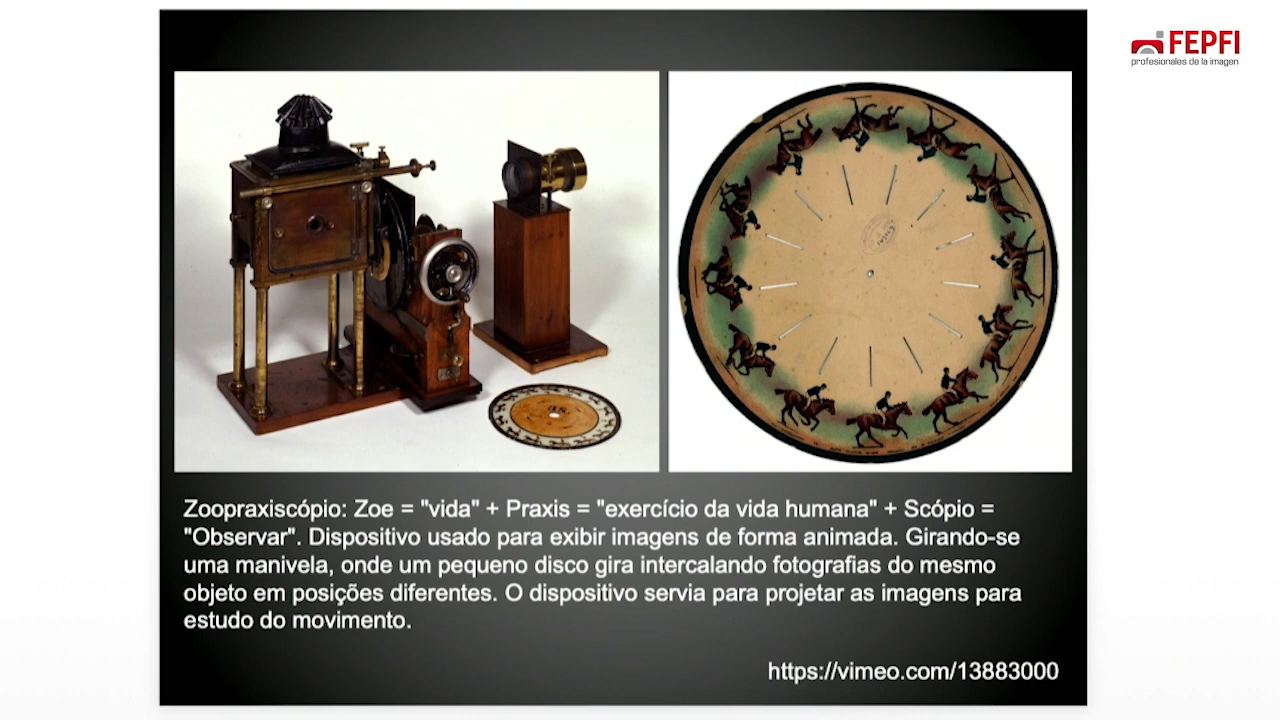 FEPFI
profesionales de la imagen
Zoopraxiscópio: Zoe = "vida" + Praxis = "exercício da vida humana" + Scópio =
"Observar". Dispositivo usado para exibir imagens de forma animada. Girando-se
uma manivela, onde um pequeno disco gira intercalando fotografias do mesmo
objeto em posições diferentes. O dispositivo servia para projetar as imagens para
estudo do movimento.
https://vimeo.com/13883000